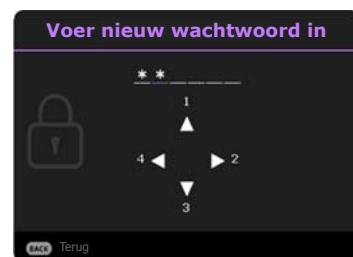 Voer nieuw wachtwoord in
* * _ _ _ _
1
4 2
3
BACK Terug